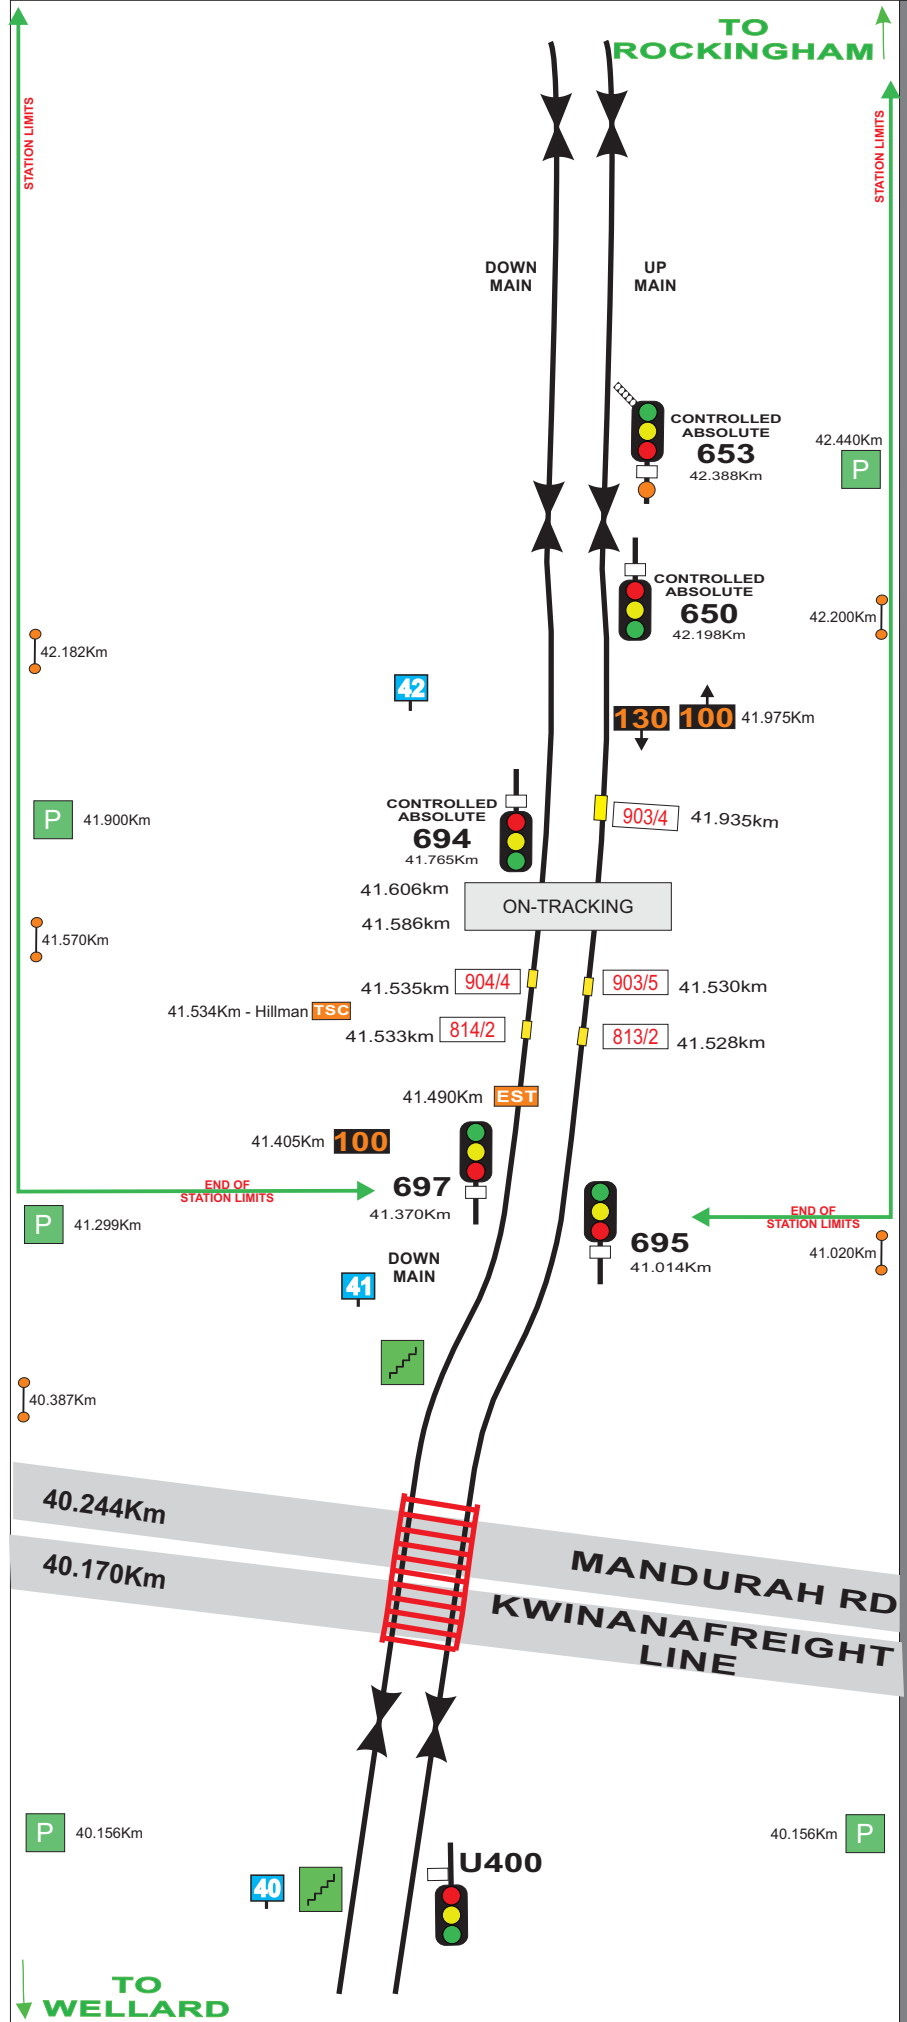 TO
ROCKINGHAM
STATION LIMITS
STATION LIMITS
DOWN
MAIN
UP
MAIN
CONTROLLED
ABSOLUTE
653
42.388Km
42.440Km
P
CONTROLLED
ABSOLUTE
650
42.198Km
42.200Km
42.182Km
42
130
100
41.975Km
P
41.900Km
CONTROLLED
ABSOLUTE
694
41.765Km
903/4
41.935km
41.606km
ON-TRACKING
41.586km
41.570Km
41.535km
904/4
903/5
41.530km
41.534Km - Hillman
TSC
41.533km
814/2
813/2
41.528km
41.490Km
EST
41.405Km
100
END OF
STATION LIMITS
697
41.370Km
P
41.299Km
END OF
STATION LIMITS
695
41.014Km
41.020Km
DOWN
MAIN
41
40.387Km
40.244Km
MANDURAH RD
40.170Km
KWINANAFREIGHT
LINE
P
40.156Km
40.156Km
P
U400
40
TO
WELLARD